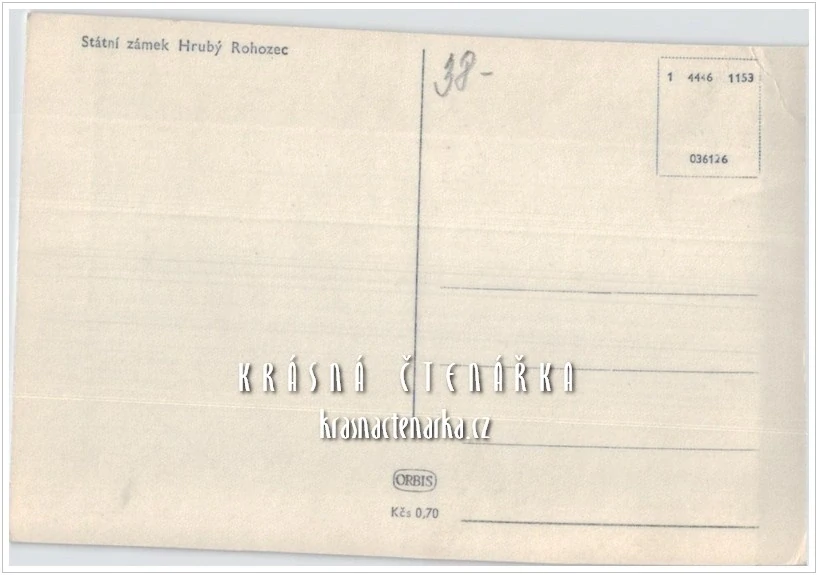 Státní zámek Hrubý Rohozec
38-
1 4446 1153
036126
KRÁSNÁ ČTENÁŘKA
krasnactenarka.cz
ORBIS
Kčs 0,70